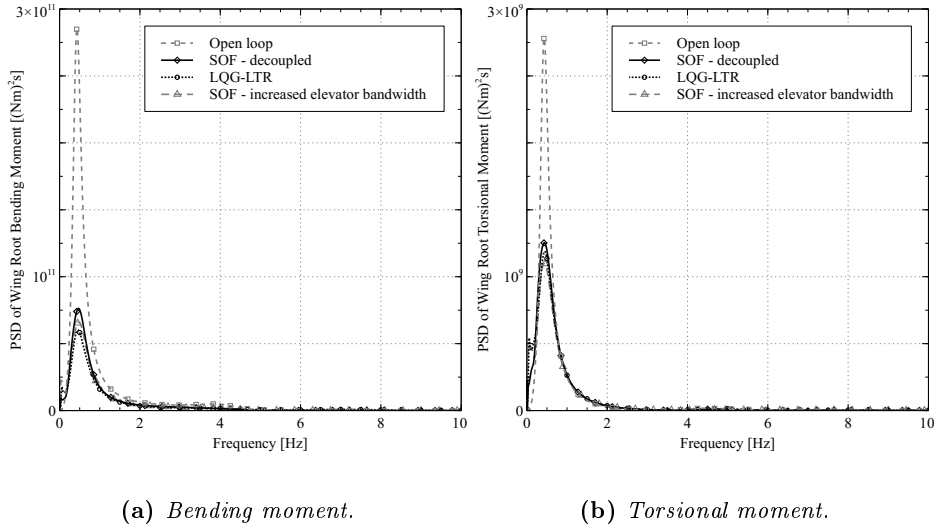 3×10¹¹
10¹¹
0
PSD of Wing Root Bending Moment [(Nm)²s]
Open loop
SOF - decoupled
LQG-LTR
SOF - increased elevator bandwidth
0 2 4 6 8 10
Frequency [Hz]
(a) Bending moment.
3×10⁹
10⁹
0
PSD of Wing Root Torsional Moment [(Nm)²s]
Open loop
SOF - decoupled
LQG-LTR
SOF - increased elevator bandwidth
0 2 4 6 8 10
Frequency [Hz]
(b) Torsional moment.